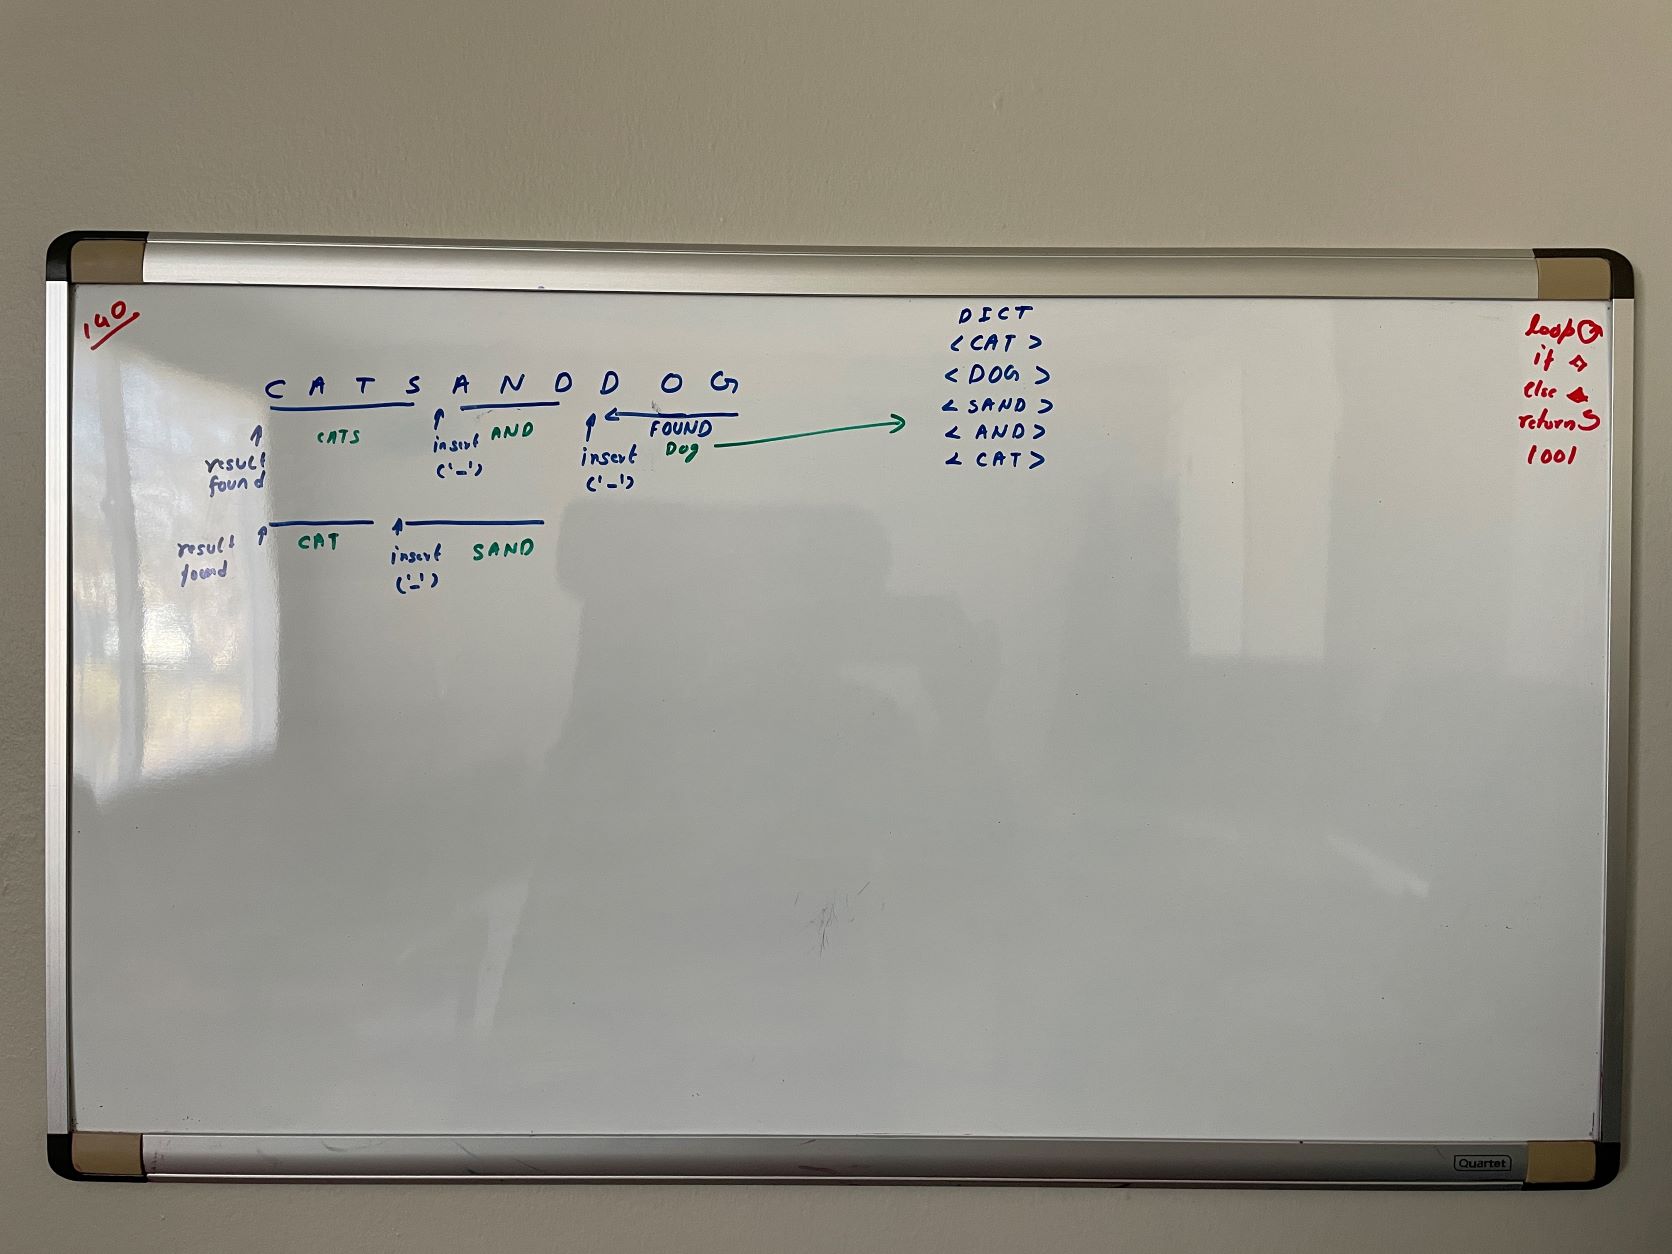 140
C A T S A N D D O G
CATS
AND
FOUND
Dog
result
found
insert
('_')
insert
('_')
CAT
SAND
result
found
insert
('_')
DICT
< CAT >
< DOG >
< SAND >
< AND >
< CAT >
loop
if
else
return
1001
Quartet